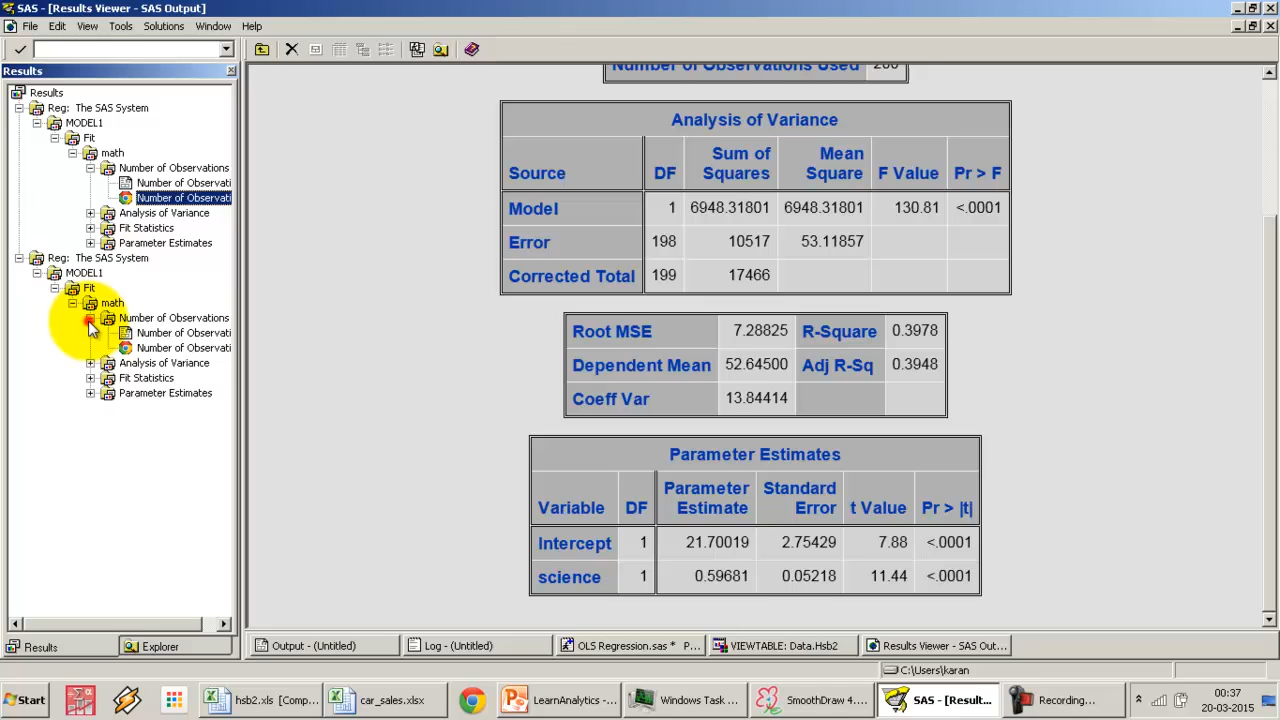 SAS - [Results Viewer - SAS Output]
File Edit View Tools Solutions Window Help
Results
Results
Reg: The SAS System
MODEL1
Fit
math
Number of Observations
Number of Observati
Number of Observati
Analysis of Variance
Fit Statistics
Parameter Estimates
Reg: The SAS System
MODEL1
Fit
math
Number of Observations
Number of Observati
Number of Observati
Analysis of Variance
Fit Statistics
Parameter Estimates
Number of Observations Used 200
Analysis of Variance
Source DF Sum of Squares Mean Square F Value Pr > F
Model 1 6948.31801 6948.31801 130.81 <.0001
Error 198 10517 53.11857
Corrected Total 199 17466
Root MSE 7.28825 R-Square 0.3978
Dependent Mean 52.64500 Adj R-Sq 0.3948
Coeff Var 13.84414
Parameter Estimates
Variable DF Parameter Estimate Standard Error t Value Pr > |t|
Intercept 1 21.70019 2.75429 7.88 <.0001
science 1 0.59681 0.05218 11.44 <.0001
Results Explorer
Output - (Untitled) Log - (Untitled) OLS Regression.sas * P... VIEWTABLE: Data.Hsb2 Results Viewer - SAS Out...
C:\Users\karan
Start hsb2.xls [Comp... car_sales.xlsx LearnAnalytics -... Windows Task ... SmoothDraw 4.... SAS - [Result... Recording... 00:37
20-03-2015